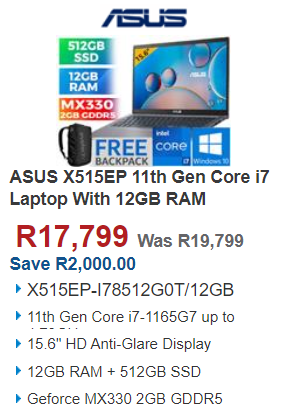 ASUS
512GB
SSD
12GB
RAM
MX330
2GB GDDR5
15.6"
FREE
BACKPACK
intel
CORE
i7
Windows 10
ASUS X515EP 11th Gen Core i7
Laptop With 12GB RAM
R17,799 Was R19,799
Save R2,000.00
X515EP-I78512G0T/12GB
11th Gen Core i7-1165G7 up to
15.6" HD Anti-Glare Display
12GB RAM + 512GB SSD
Geforce MX330 2GB GDDR5